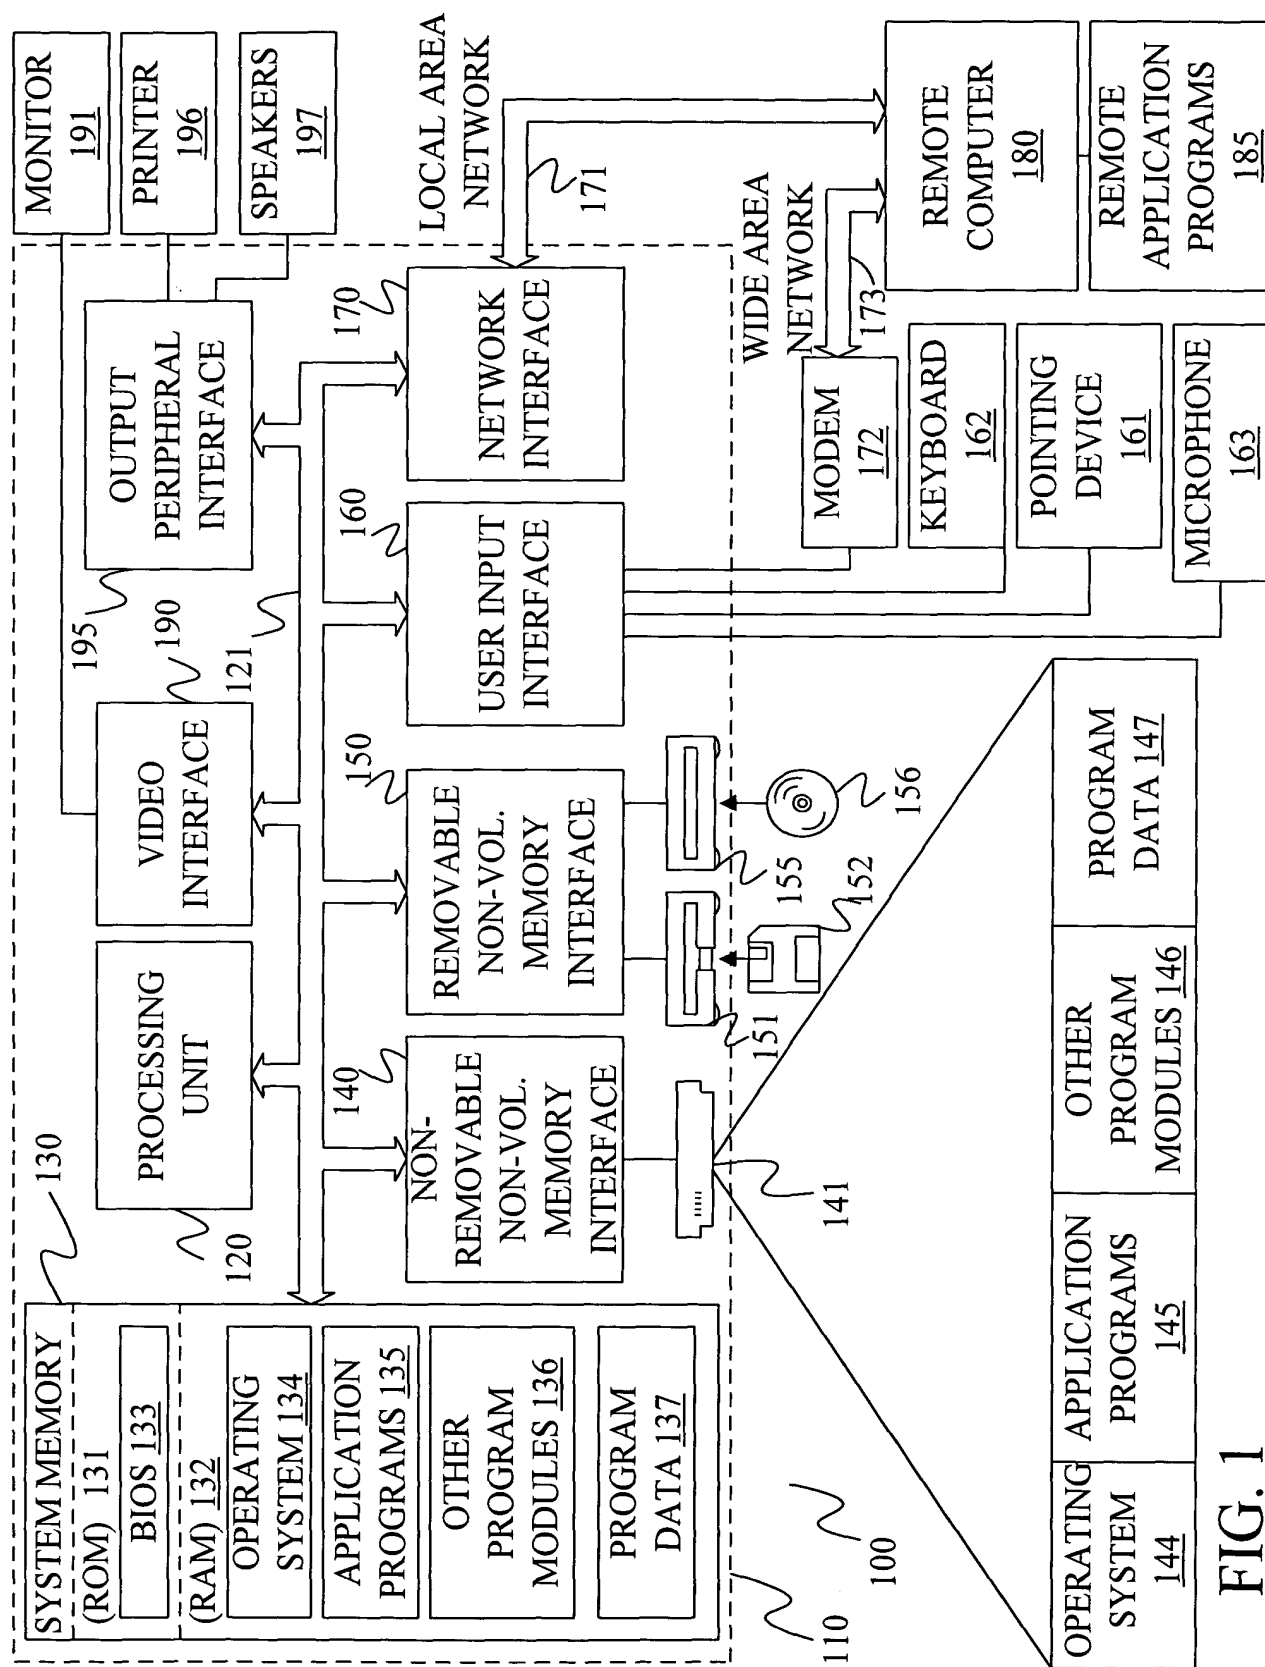 SYSTEM MEMORY
(ROM) 131
BIOS 133
(RAM) 132
OPERATING
SYSTEM 134
APPLICATION
PROGRAMS 135
OTHER
PROGRAM
MODULES 136
PROGRAM
DATA 137
130
120
PROCESSING
UNIT
VIDEO
INTERFACE
190
121
195
OUTPUT
PERIPHERAL
INTERFACE
MONITOR
191
PRINTER
196
SPEAKERS
197
140
NON-
REMOVABLE
NON-VOL.
MEMORY
INTERFACE
150
REMOVABLE
NON-VOL.
MEMORY
INTERFACE
160
USER INPUT
INTERFACE
170
NETWORK
INTERFACE
LOCAL AREA
NETWORK
171
141
151
152
155
156
WIDE AREA
NETWORK
173
MODEM
172
KEYBOARD
162
POINTING
DEVICE
161
MICROPHONE
163
REMOTE
COMPUTER
180
REMOTE
APPLICATION
PROGRAMS
185
110
100
OPERATING
SYSTEM
144
APPLICATION
PROGRAMS
145
OTHER
PROGRAM
MODULES 146
PROGRAM
DATA 147
FIG. 1